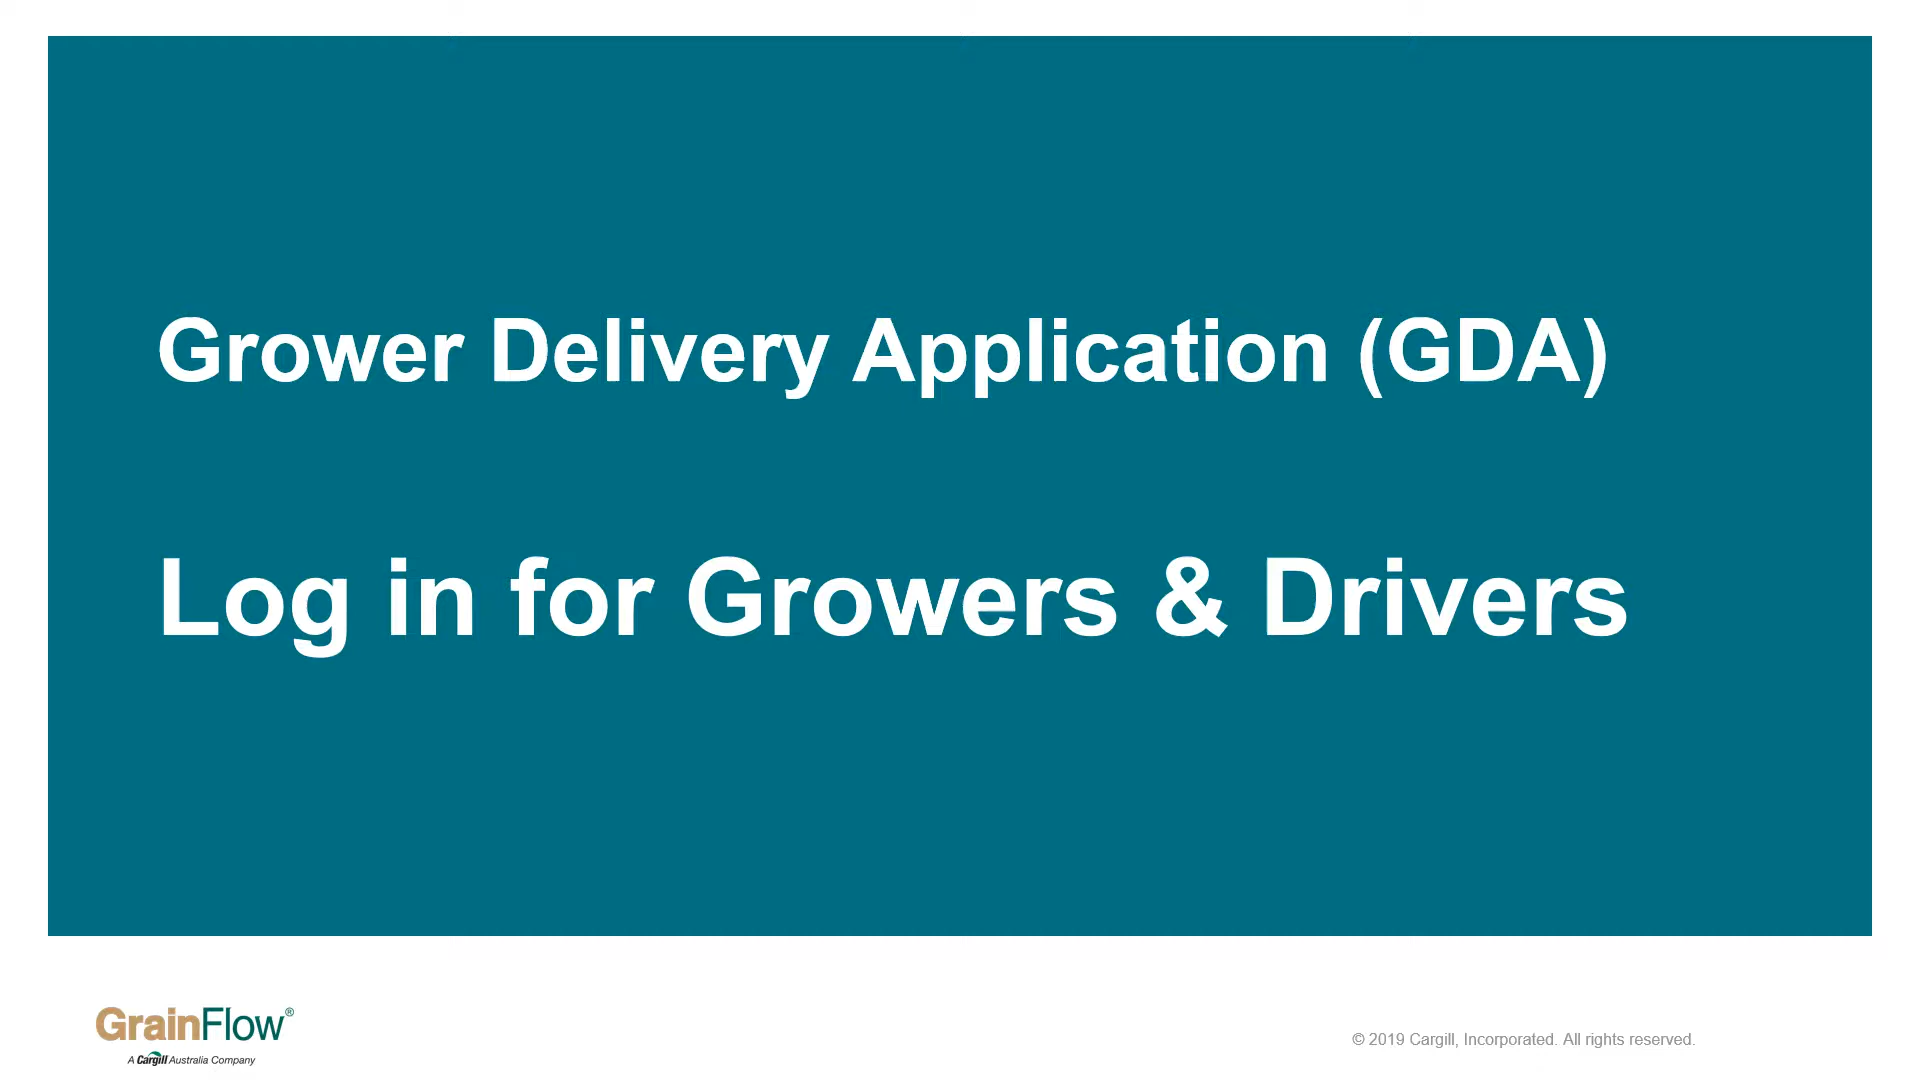 Grower Delivery Application (GDA)
Log in for Growers & Drivers
GrainFlow®
A Cargill Australia Company
© 2019 Cargill, Incorporated. All rights reserved.